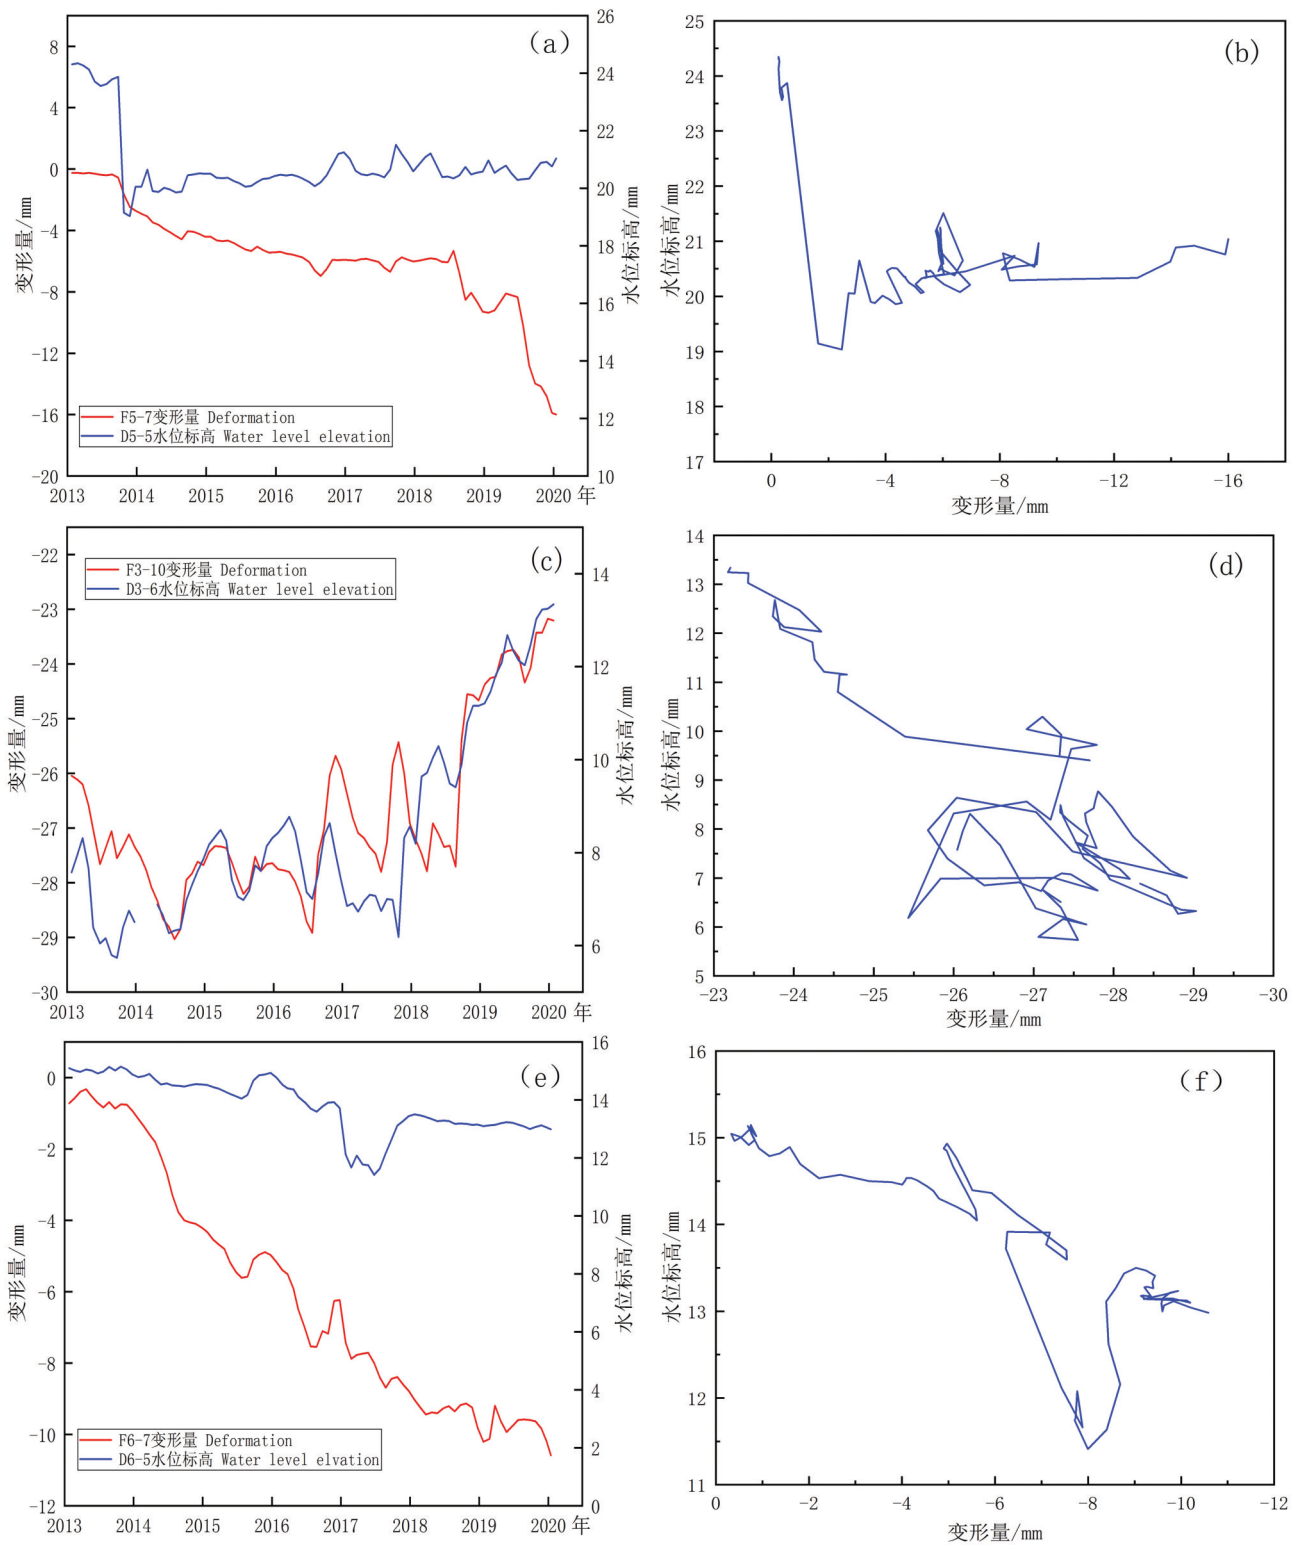 (a)
变形量/mm
8
4
0
-4
-8
-12
-16
-20
26
24
22
20
18
16
14
12
10
水位标高/mm
F5-7变形量 Deformation
D5-5水位标高 Water level elevation
2013 2014 2015 2016 2017 2018 2019 2020 年
(b)
水位标高/mm
25
24
23
22
21
20
19
18
17
0 -4 -8 -12 -16
变形量/mm
(c)
变形量/mm
-22
-23
-24
-25
-26
-27
-28
-29
-30
14
12
10
8
6
水位标高/mm
F3-10变形量 Deformation
D3-6水位标高 Water level elevation
2013 2014 2015 2016 2017 2018 2019 2020 年
(d)
水位标高/mm
14
13
12
11
10
9
8
7
6
5
-23 -24 -25 -26 -27 -28 -29 -30
变形量/mm
(e)
变形量/mm
0
-2
-4
-6
-8
-10
-12
16
14
12
10
8
6
4
2
0
水位标高/mm
F6-7变形量 Deformation
D6-5水位标高 Water level elvation
2013 2014 2015 2016 2017 2018 2019 2020 年
(f)
水位标高/mm
16
15
14
13
12
11
0 -2 -4 -6 -8 -10 -12
变形量/mm